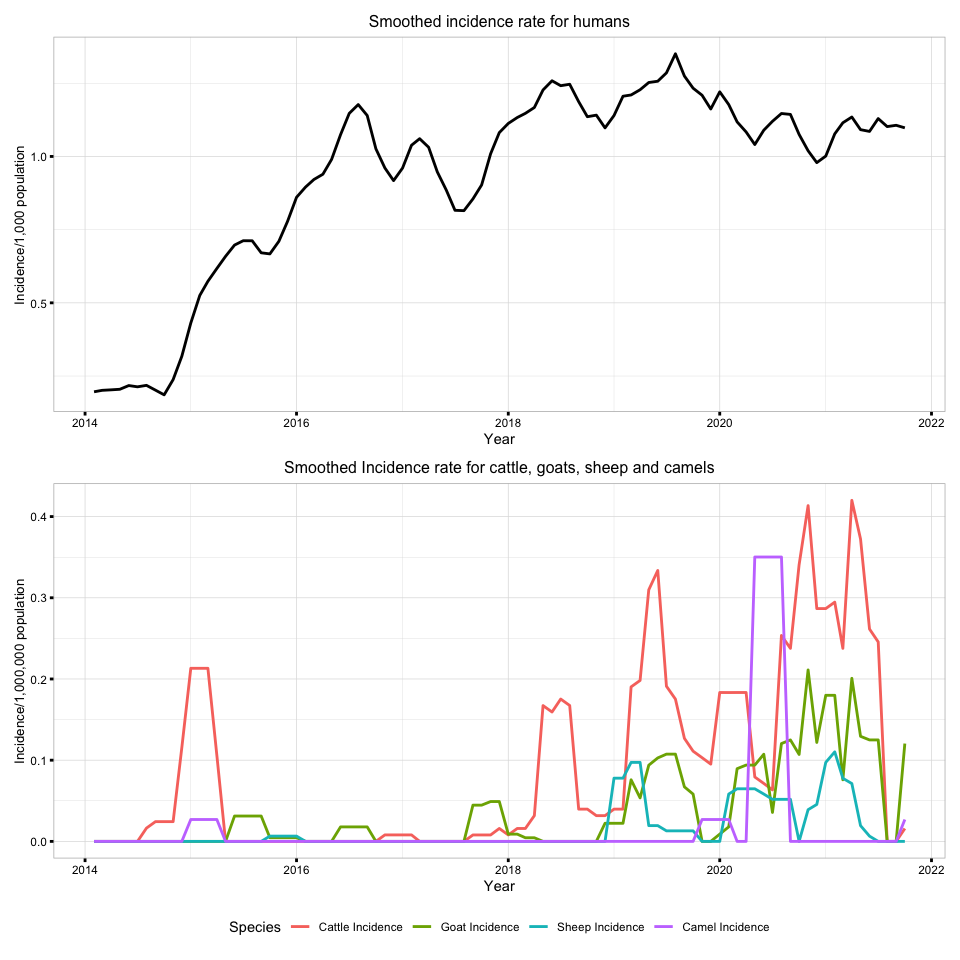 Smoothed incidence rate for humans
Incidence/1,000 population
1.0
0.5
2014 2016 2018 2020 2022
Year
Smoothed Incidence rate for cattle, goats, sheep and camels
Incidence/1,000,000 population
0.4
0.3
0.2
0.1
0.0
2014 2016 2018 2020 2022
Year
Species Cattle Incidence Goat Incidence Sheep Incidence Camel Incidence